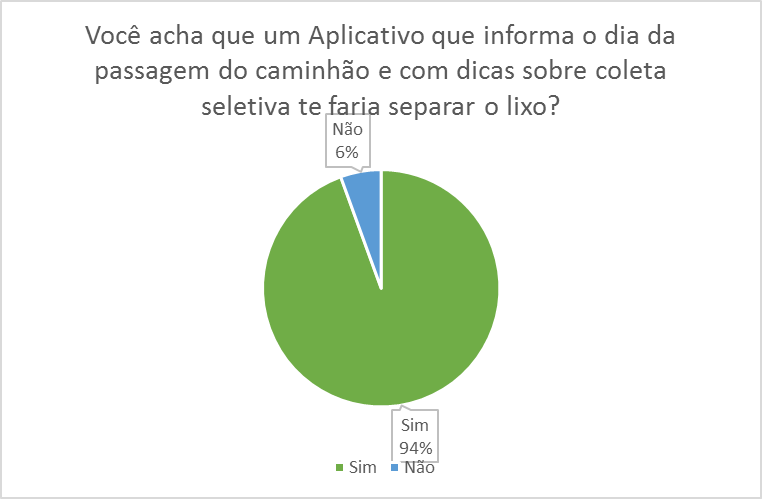 Você acha que um Aplicativo que informa o dia da
passagem do caminhão e com dicas sobre coleta
seletiva te faria separar o lixo?
Não
6%
Sim
94%
Sim Não